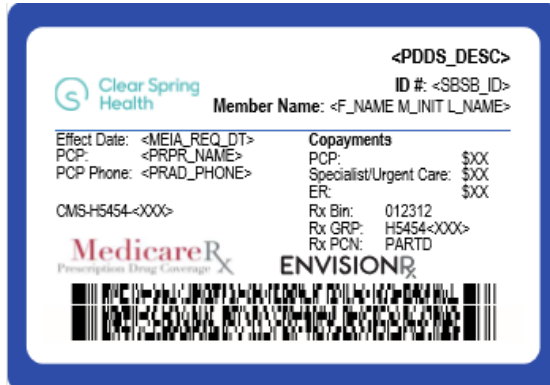 <PDDS_DESC>
Clear Spring
Health
ID #: <SBSB_ID>
Member Name: <F_NAME M_INIT L_NAME>
Effect Date: <MEIA_REQ_DT>
PCP: <PRPR_NAME>
PCP Phone: <PRAD_PHONE>
CMS-H5454-<XXX>
Copayments
PCP: $XX
Specialist/Urgent Care: $XX
ER: $XX
Rx Bin: 012312
Rx GRP: H5454<XXX>
Rx PCN: PARTD
MedicareRx
Prescription Drug Coverage
ENVISIONRx